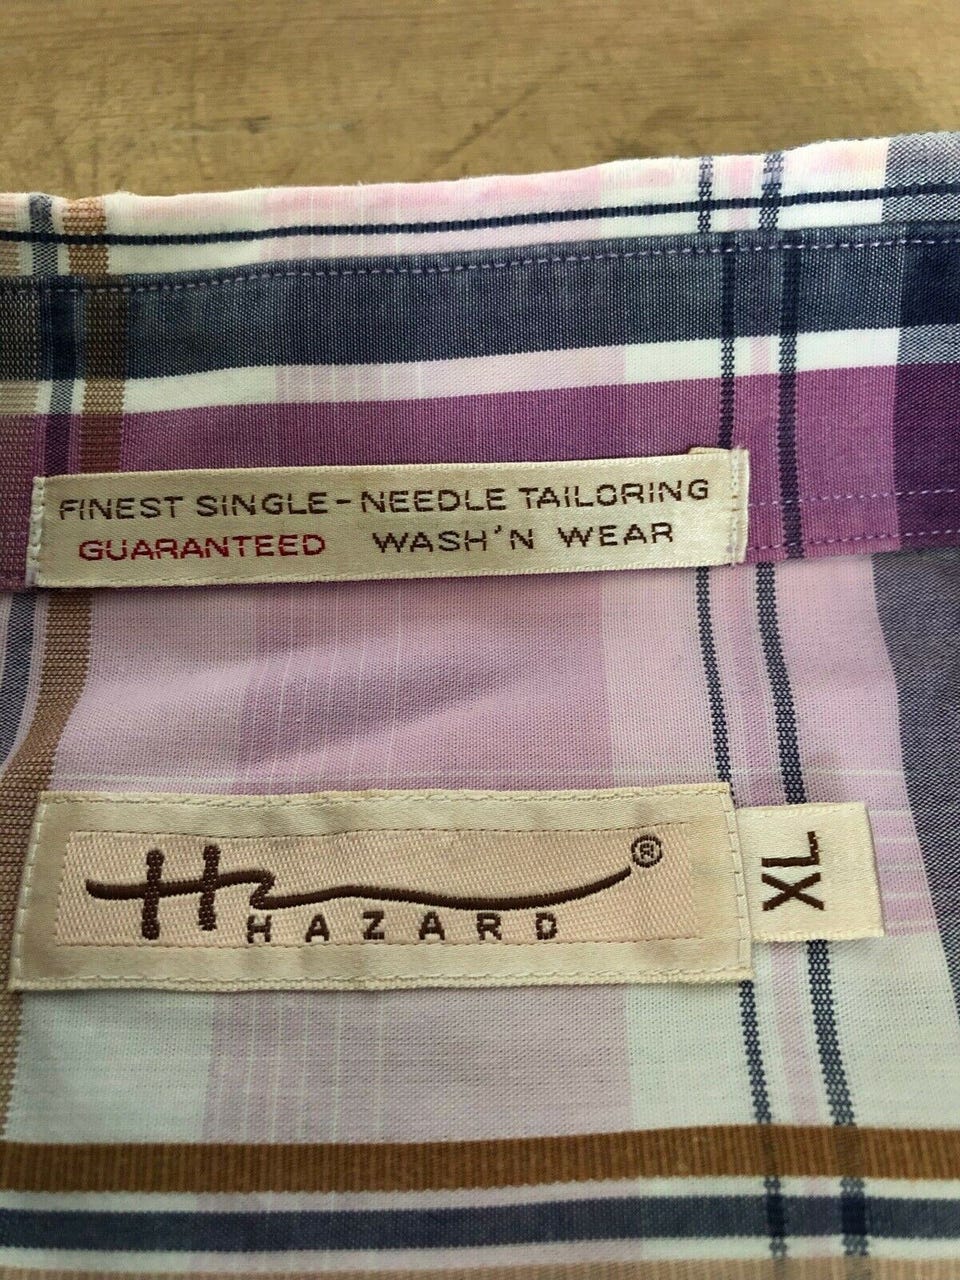 FINEST SINGLE-NEEDLE TAILORING
GUARANTEED WASH'N WEAR
H ®
HAZARD
XL